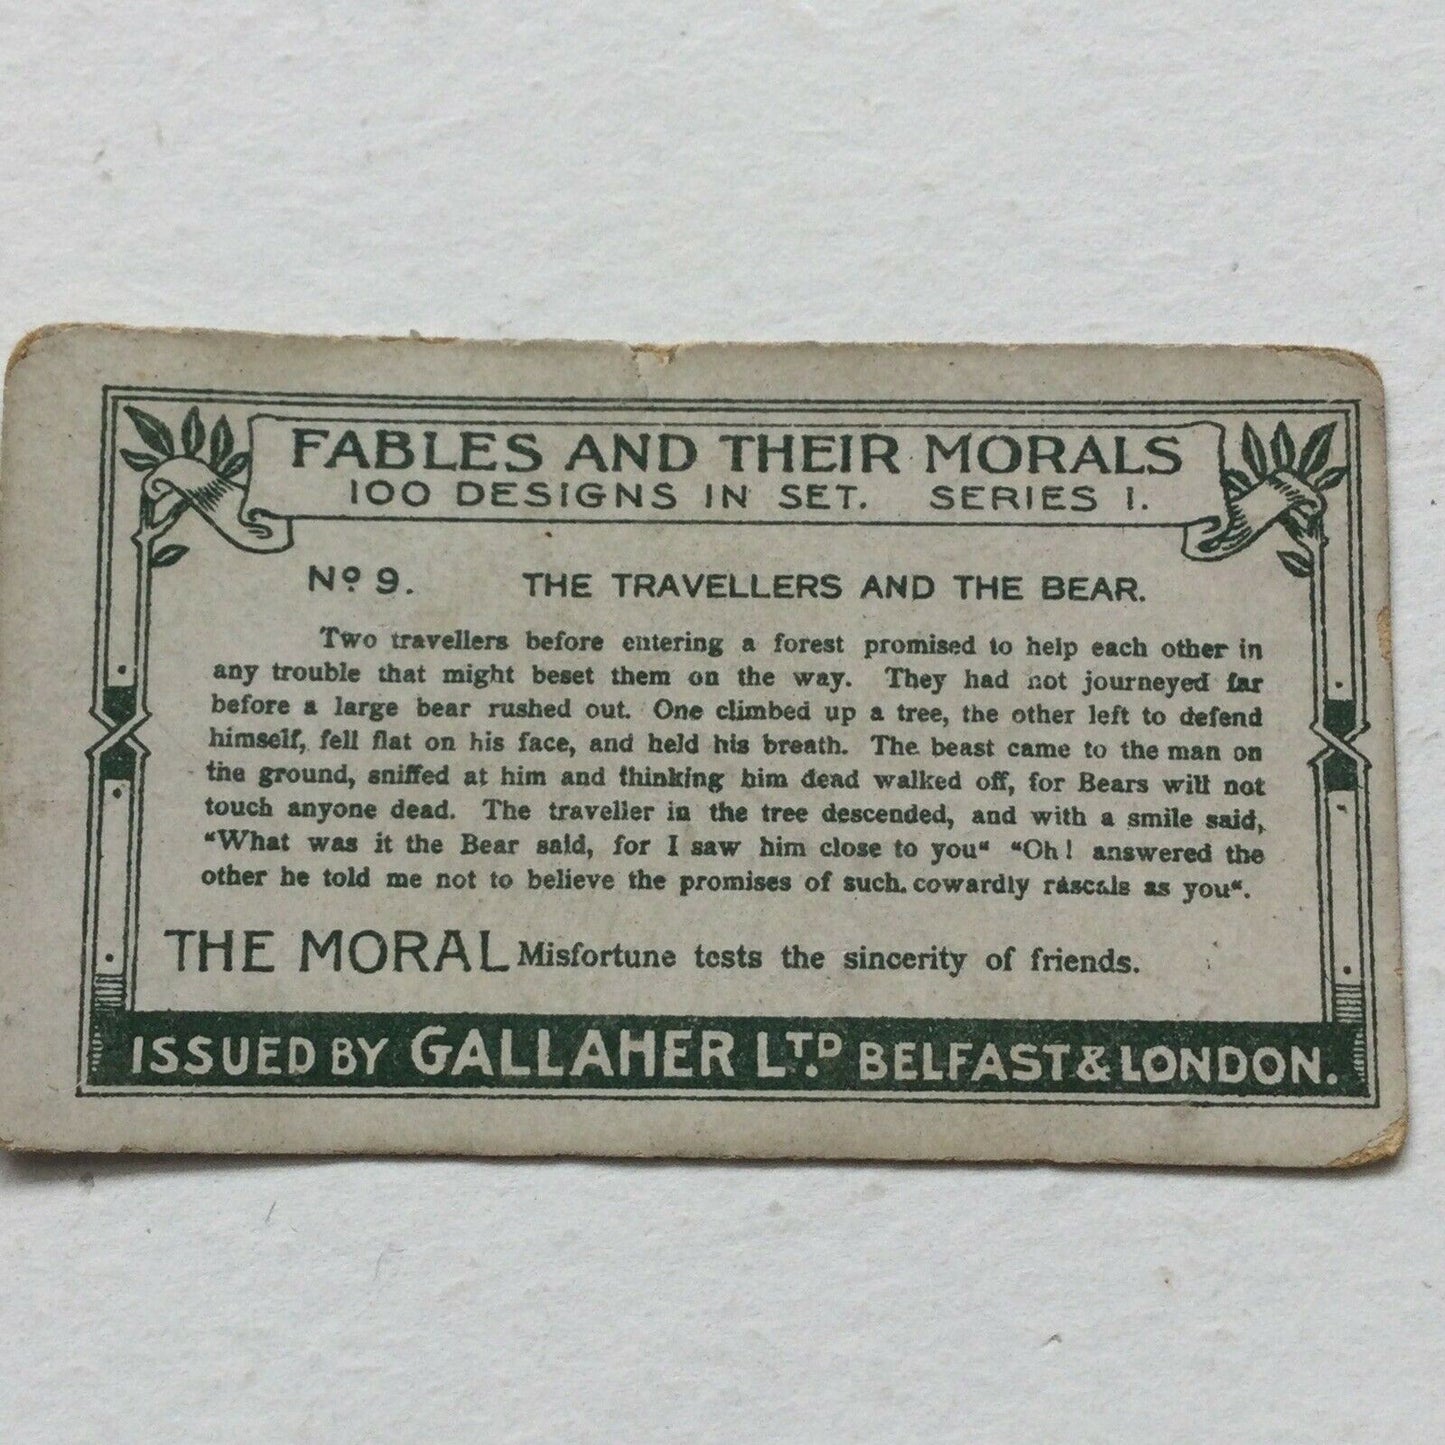 FABLES AND THEIR MORALS
100 DESIGNS IN SET. SERIES 1.
Nº 9. THE TRAVELLERS AND THE BEAR.
Two travellers before entering a forest promised to help each other in
any trouble that might beset them on the way. They had not journeyed far
before a large bear rushed out. One climbed up a tree, the other left to defend
himself, fell flat on his face, and held his breath. The beast came to the man on
the ground, sniffed at him and thinking him dead walked off, for Bears will not
touch anyone dead. The traveller in the tree descended, and with a smile said,
“What was it the Bear said, for I saw him close to you“ “Oh! answered the
other he told me not to believe the promises of such cowardly rascals as you“.
THE MORAL Misfortune tests the sincerity of friends.
ISSUED BY GALLAHER LTD BELFAST & LONDON.